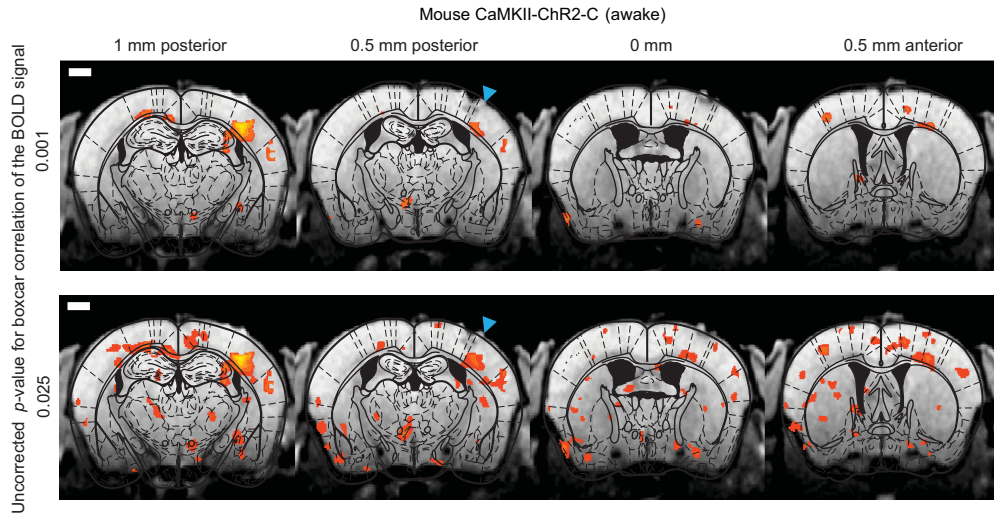 Mouse CaMKII-ChR2-C (awake)
1 mm posterior
0.5 mm posterior
0 mm
0.5 mm anterior
Uncorrected p-value for boxcar correlation of the BOLD signal
0.001
0.025